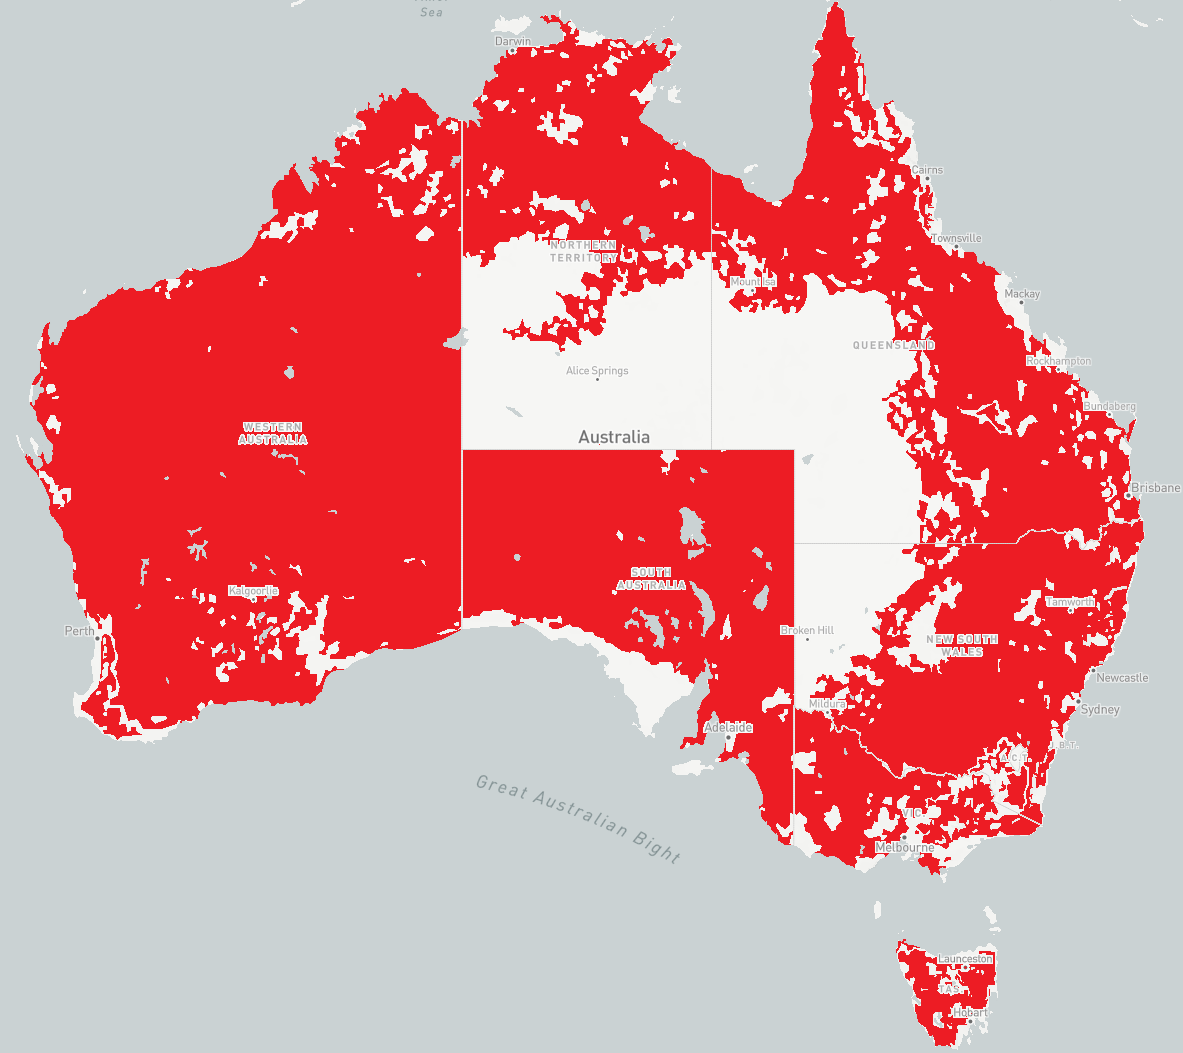 Sea
Darwin
Cairns
NORTHERN
TERRITORY
Townsville
Mount Isa
Mackay
QUEENSLAND
Rockhampton
Alice Springs
Bundaberg
WESTERN
AUSTRALIA
Australia
Brisbane
SOUTH
AUSTRALIA
Kalgoorlie
Tamworth
Perth
Broken Hill
NEW SOUTH
WALES
Newcastle
Mildura
Sydney
Adelaide
J.B.T.
A.C.T.
Great Australian Bight
VIC.
Melbourne
Launceston
TAS.
Hobart